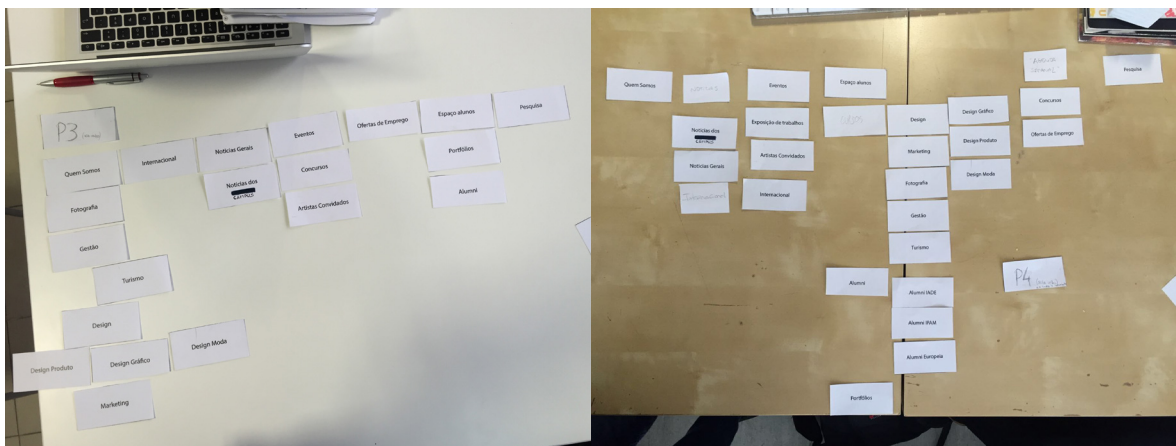 P3
Quem Somos
Internacional
Notícias Gerais
Eventos
Ofertas de Emprego
Espaço alunos
Pesquisa
Fotografia
Notícias dos
Concursos
Portfólios
Gestão
Artistas Convidados
Alumni
Turismo
Design
Design Produto
Design Gráfico
Design Moda
Marketing
Quem Somos
Eventos
Espaço alunos
Pesquisa
Notícias dos
Exposição de trabalhos
Design
Design Gráfico
Concursos
Notícias Gerais
Artistas Convidados
Marketing
Design Produto
Ofertas de Emprego
Internacional
Internacional
Fotografia
Design Moda
Gestão
Turismo
P4
Alumni
Alumni IADE
Alumni IPAM
Alumni Europeia
Portfólios